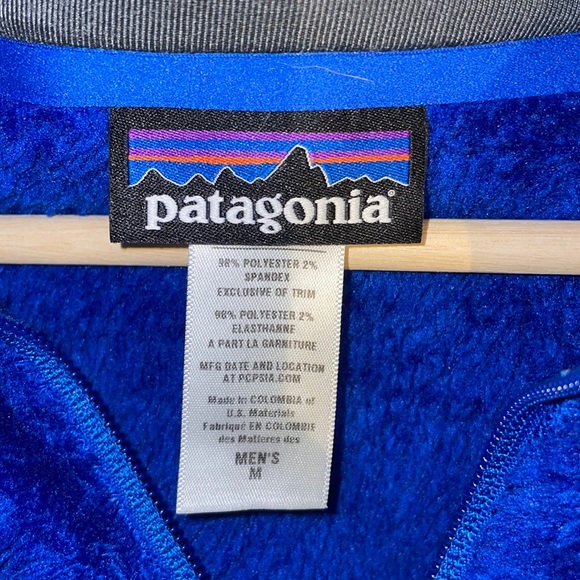 patagonia®
98% POLYESTER 2%
SPANDEX
EXCLUSIVE OF TRIM
98% POLYESTER 2%
ELASTHANNE
A PART LA GARNITURE
MFG DATE AND LOCATION
AT PCPSIA.COM
Made in: COLOMBIA of
U.S. Materials
Fabriqué EN COLOMBIE
des Matieres des
MEN'S
M